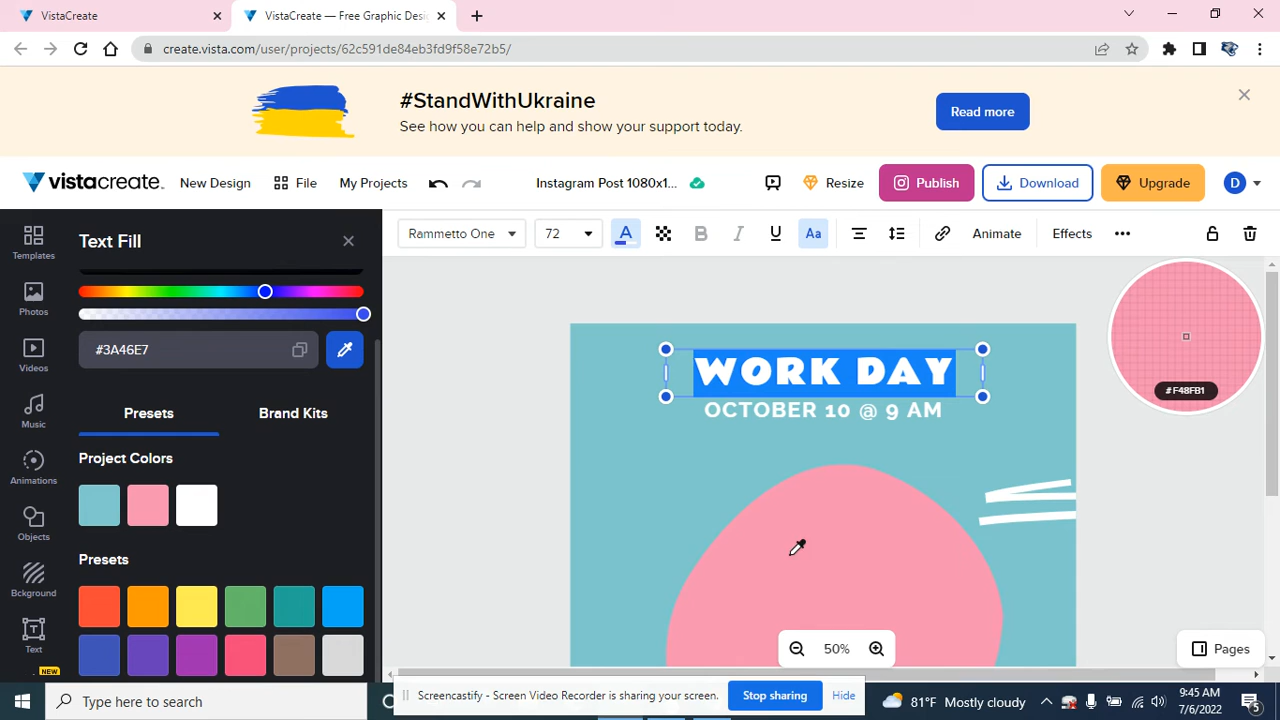 VistaCreate
VistaCreate — Free Graphic Desi
create.vista.com/user/projects/62c591de84eb3fd9f58e72b5/
#StandWithUkraine
See how you can help and show your support today.
Read more
vistacreate
New Design
File
My Projects
Instagram Post 1080x1...
Resize
Publish
Download
Upgrade
D
Templates
Photos
Videos
Music
Animations
Objects
Bckground
Text
NEW
Text Fill
#3A46E7
Presets
Brand Kits
Project Colors
Presets
Rammetto One
72
A
B
I
U
Aa
Animate
Effects
WORK DAY
OCTOBER 10 @ 9 AM
#F48FB1
50%
Pages
Type here to search
Screencastify - Screen Video Recorder is sharing your screen.
Stop sharing
Hide
81°F Mostly cloudy
9:45 AM
7/6/2022
5